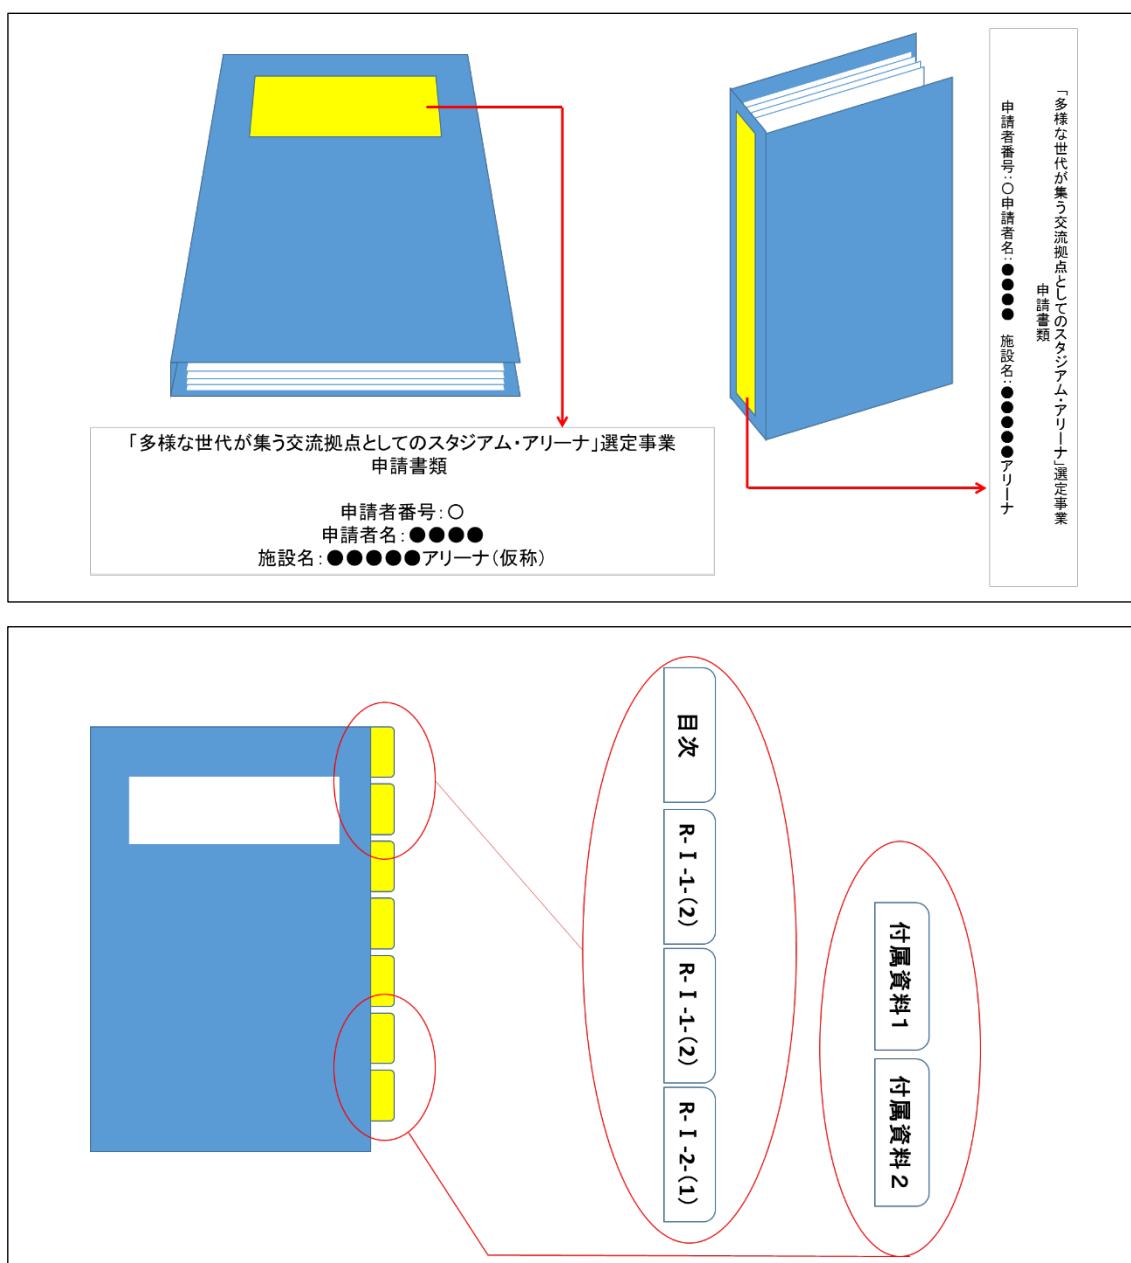 「多様な世代が集う交流拠点としてのスタジアム・アリーナ」選定事業
申請書類
申請者番号：○
申請者名：●●●●
施設名：●●●●●アリーナ（仮称）
「多様な世代が集う交流拠点としてのスタジアム・アリーナ」選定事業
申請書類
申請者番号：○申請者名：●●●●　施設名：●●●●●アリーナ
目次
R-Ⅰ-1-(2)
R-Ⅰ-1-(2)
R-Ⅰ-2-(1)
付属資料1
付属資料２